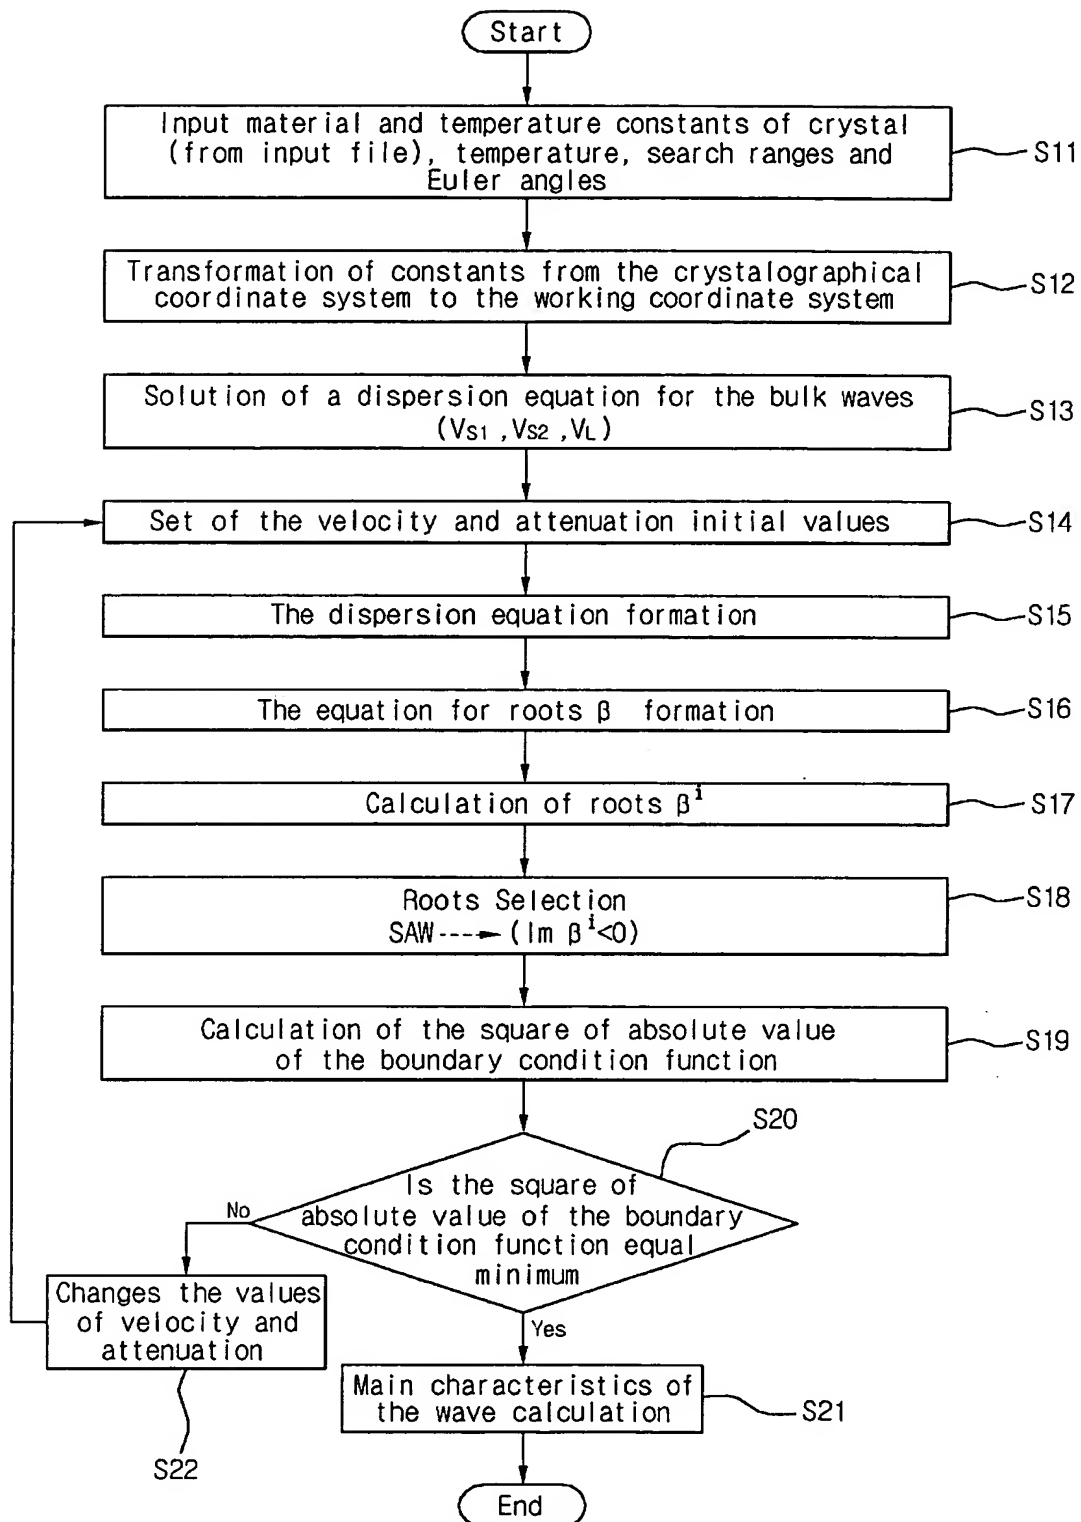 Start
Input material and temperature constants of crystal
(from input file), temperature, search ranges and
Euler angles
S11
Transformation of constants from the crystalographical
coordinate system to the working coordinate system
S12
Solution of a dispersion equation for the bulk waves
(VS1 ,VS2 ,VL)
S13
Set of the velocity and attenuation initial values
S14
The dispersion equation formation
S15
The equation for roots β formation
S16
Calculation of roots βⁱ
S17
Roots Selection
SAW ----► (Im βⁱ<0)
S18
Calculation of the square of absolute value
of the boundary condition function
S19
S20
Is the square of
absolute value of the boundary
condition function equal
minimum
No
Changes the values
of velocity and
attenuation
S22
Yes
Main characteristics of
the wave calculation
S21
End